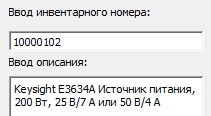 Ввод инвентарного номера:
10000102
Ввод описания:
Keysight E3634A Источник питания,
200 Вт, 25 В/7 А или 50 В/4 А